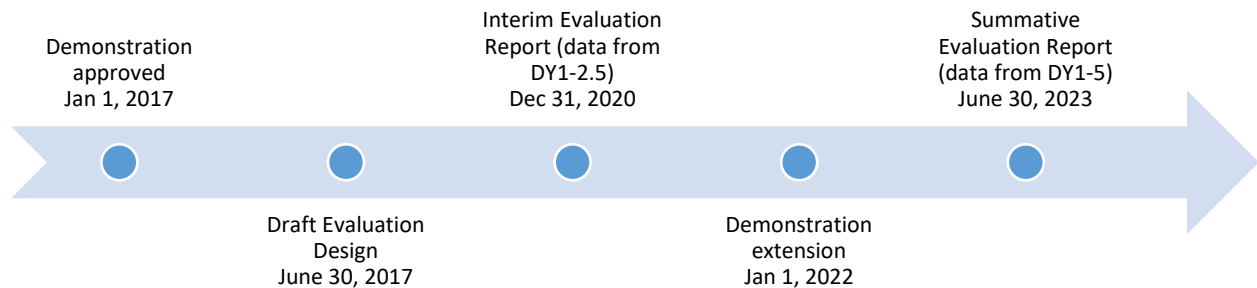 Demonstration
approved
Jan 1, 2017
Draft Evaluation
Design
June 30, 2017
Interim Evaluation
Report (data from
DY1-2.5)
Dec 31, 2020
Demonstration
extension
Jan 1, 2022
Summative
Evaluation Report
(data from DY1-5)
June 30, 2023